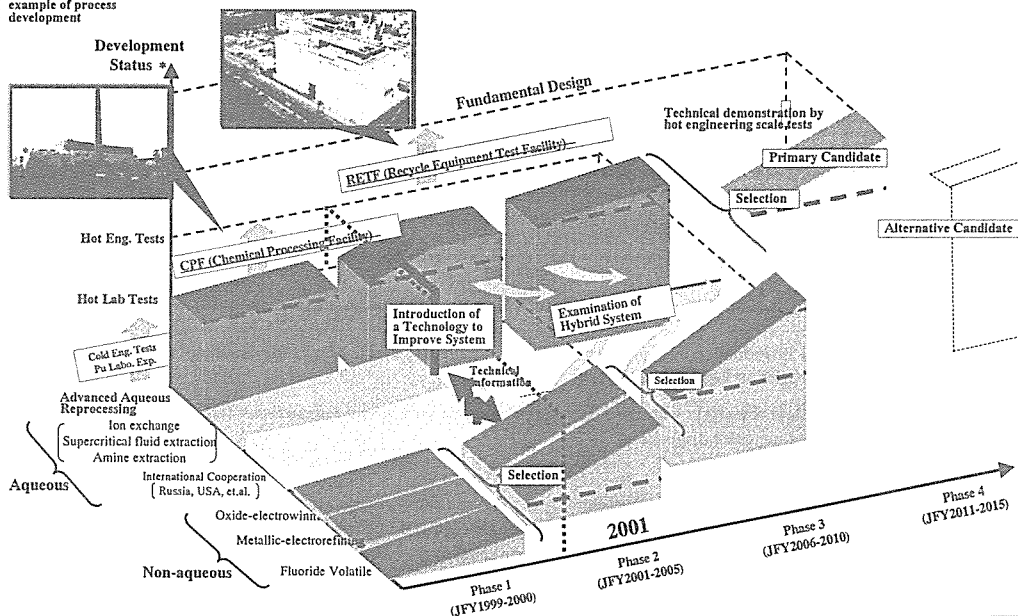 example of process
development
Development
Status *
Fundamental Design
Technical demonstration by
hot engineering scale tests
RETF (Recycle Equipment Test Facility)
Primary Candidate
Selection
Alternative Candidate
Hot Eng. Tests
CPF (Chemical Processing Facility)
Hot Lab Tests
Introduction of
a Technology to
Improve System
Examination of
Hybrid System
Cold Eng. Tests
Pu Labo. Exp.
Technical
information
Selection
Advanced Aqueous
Reprocessing
Ion exchange
Supercritical fluid extraction
Amine extraction
Aqueous
International Cooperation
[Russia, USA, et.al.]
Selection
Oxide-electrowinn
Metallic-electrorefining
Non-aqueous
Fluoride Volatile
2001
Phase 1
(JFY1999-2000)
Phase 2
(JFY2001-2005)
Phase 3
(JFY2006-2010)
Phase 4
(JFY2011-2015)